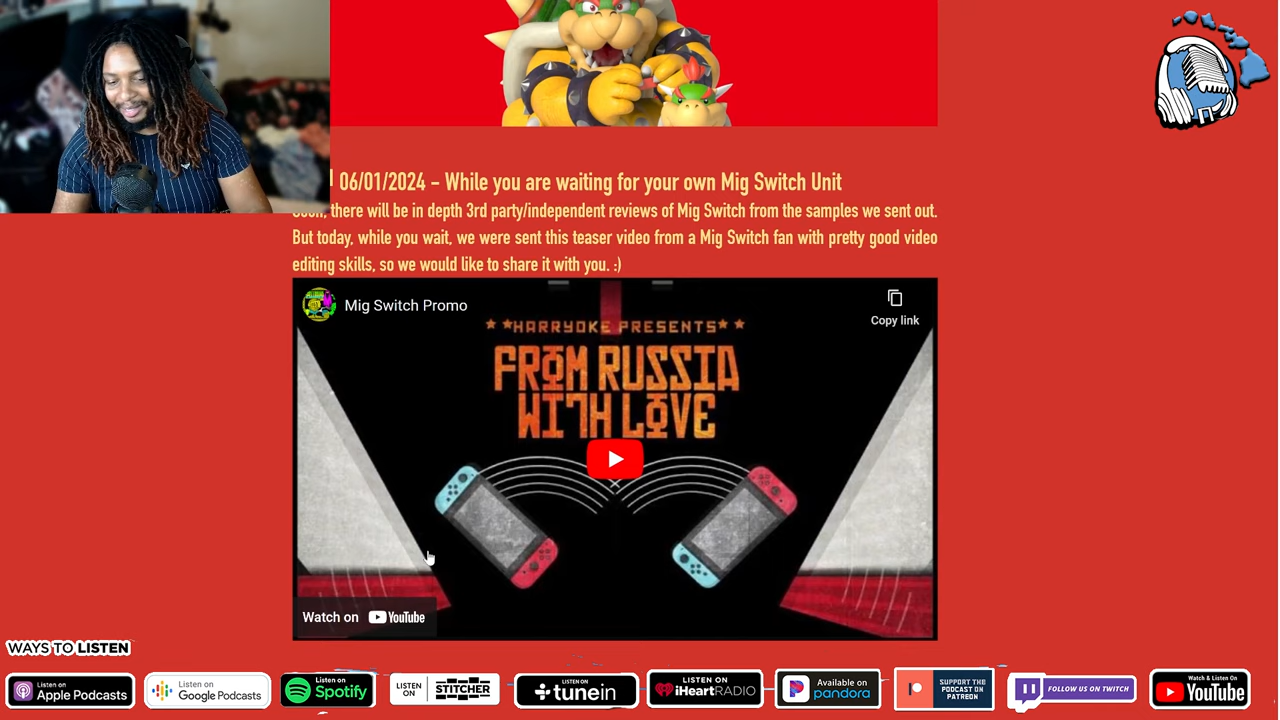 06/01/2024 - While you are waiting for your own Mig Switch Unit
there will be in depth 3rd party/independent reviews of Mig Switch from the samples we sent out.
But today, while you wait, we were sent this teaser video from a Mig Switch fan with pretty good video
editing skills, so we would like to share it with you. :)
Mig Switch Promo
Copy link
★ ★HARRYOKE PRESENTS★ ★
FROM RUSSIA
WITH LOVE
Watch on YouTube
WAYS TO LISTEN
Listen on
Apple Podcasts
Listen on
Google Podcasts
Listen on
Spotify
LISTEN
ON
STITCHER
LISTEN ON
tunein
LISTEN ON
iHeartRADIO
Available on
pandora
SUPPORT THE
PODCAST ON
PATREON
FOLLOW US ON TWITCH
Watch & Listen On
YouTube